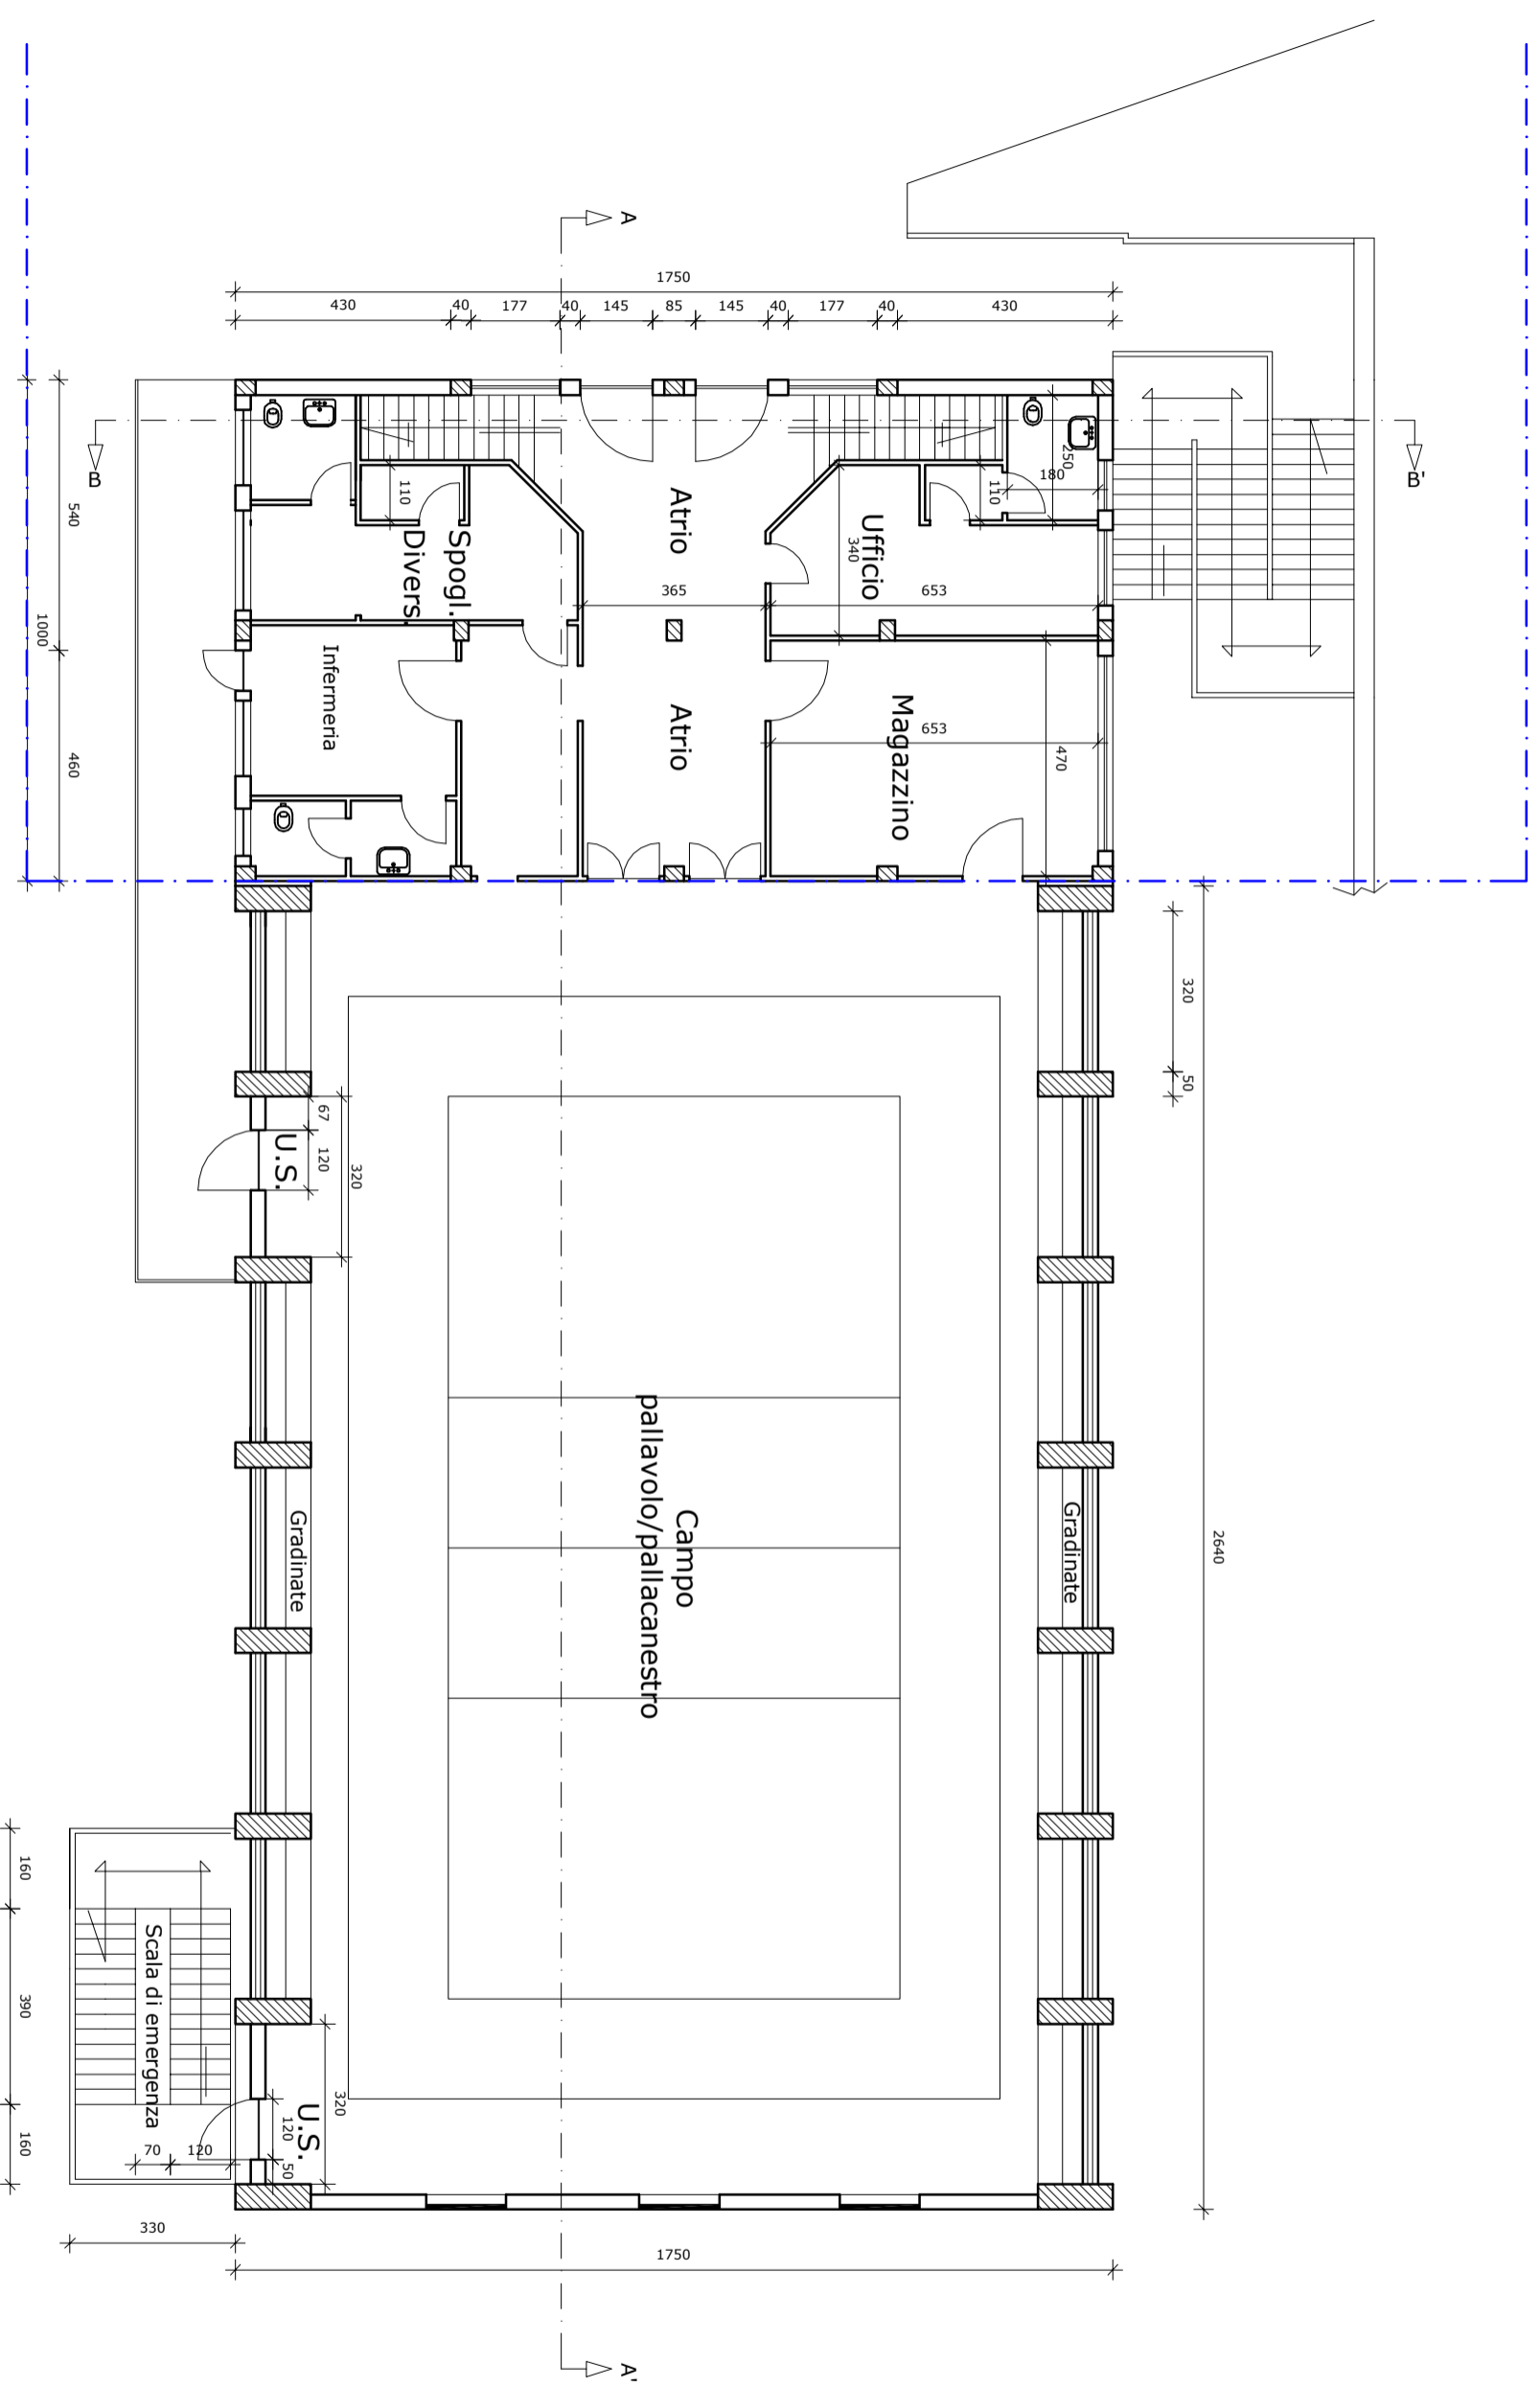 A
1750
430
40
177
40
145
85
145
40
177
40
430
B
B'
250
180
110
110
540
1000
460
Atrio
Ufficio
340
Spogl.
Divers.
365
653
Infermeria
Atrio
Magazzino
653
470
320
50
67
120
320
U.S.
2640
Campo
pallavolo/pallacanestro
Gradinate
Gradinate
160
390
160
Scala di emergenza
70
120
U.S.
320
120
50
330
1750
A'